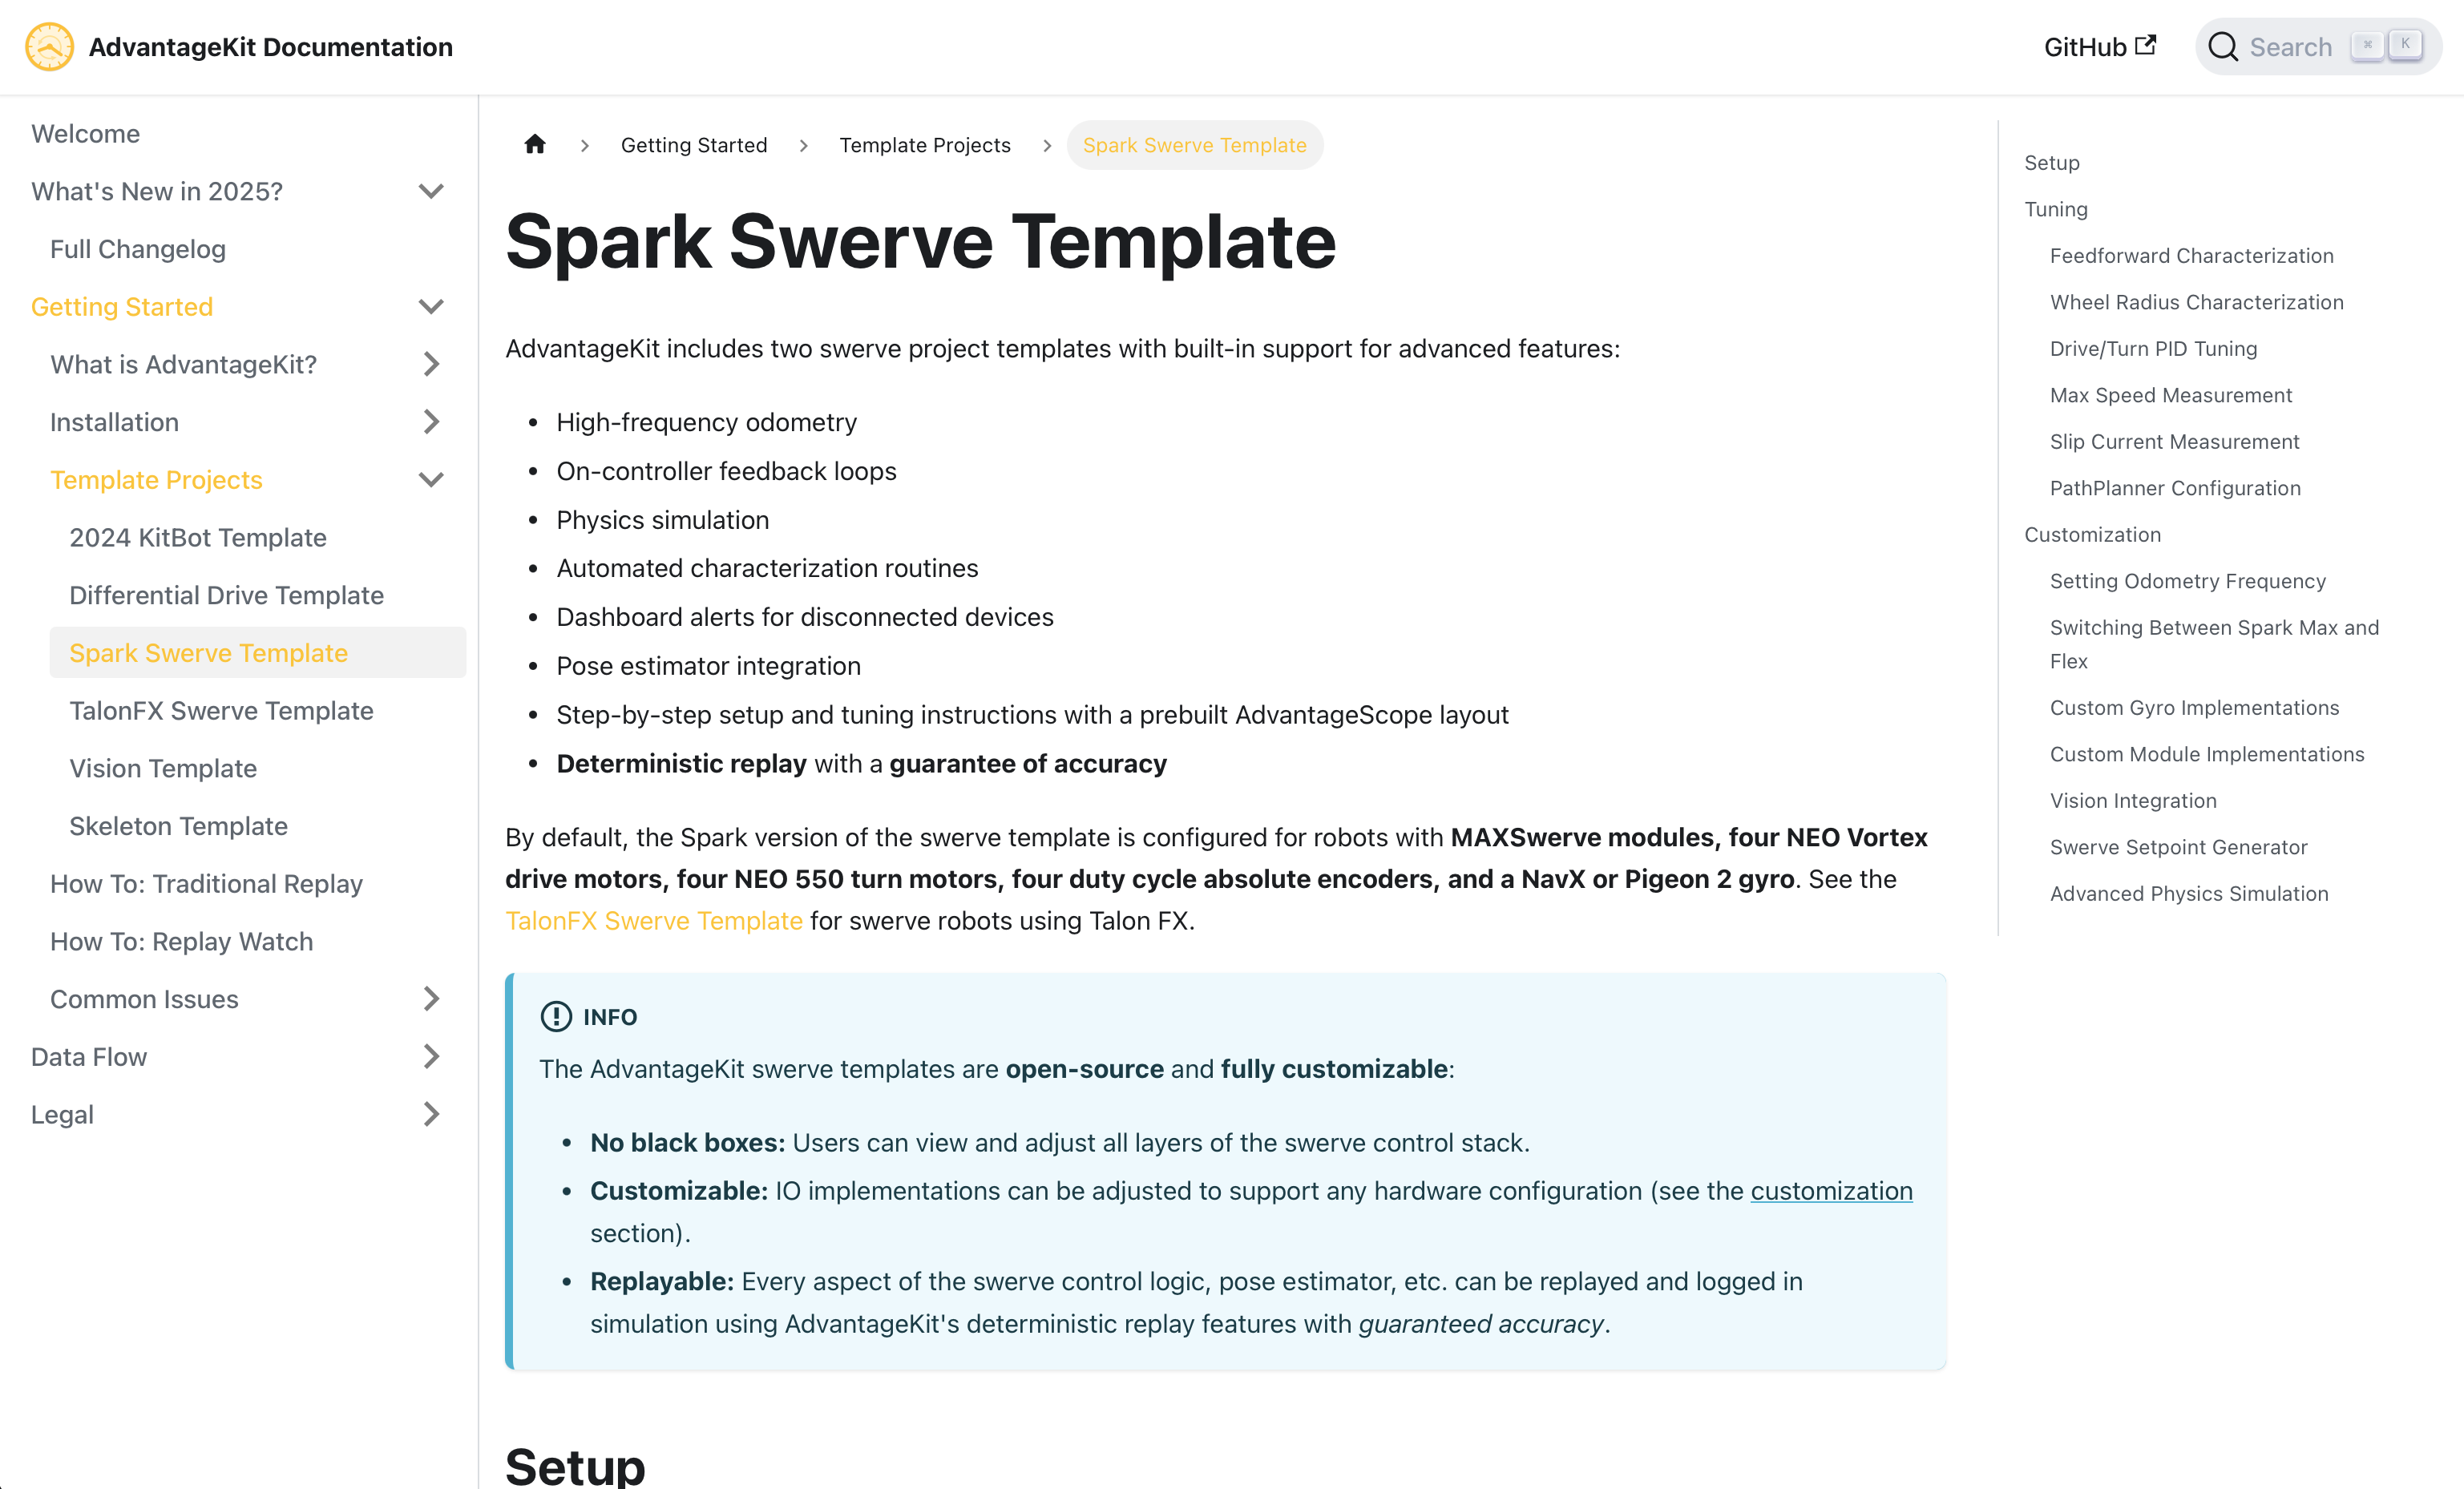 AdvantageKit Documentation
GitHub
Search
⌘
K
Welcome
What's New in 2025?
Full Changelog
Getting Started
What is AdvantageKit?
Installation
Template Projects
2024 KitBot Template
Differential Drive Template
Spark Swerve Template
TalonFX Swerve Template
Vision Template
Skeleton Template
How To: Traditional Replay
How To: Replay Watch
Common Issues
Data Flow
Legal
Getting Started
Template Projects
Spark Swerve Template
Spark Swerve Template
AdvantageKit includes two swerve project templates with built-in support for advanced features:
High-frequency odometry
On-controller feedback loops
Physics simulation
Automated characterization routines
Dashboard alerts for disconnected devices
Pose estimator integration
Step-by-step setup and tuning instructions with a prebuilt AdvantageScope layout
Deterministic replay with a guarantee of accuracy
By default, the Spark version of the swerve template is configured for robots with MAXSwerve modules, four NEO Vortex
drive motors, four NEO 550 turn motors, four duty cycle absolute encoders, and a NavX or Pigeon 2 gyro. See the
TalonFX Swerve Template for swerve robots using Talon FX.
INFO
The AdvantageKit swerve templates are open-source and fully customizable:
No black boxes: Users can view and adjust all layers of the swerve control stack.
Customizable: IO implementations can be adjusted to support any hardware configuration (see the customization
section).
Replayable: Every aspect of the swerve control logic, pose estimator, etc. can be replayed and logged in
simulation using AdvantageKit's deterministic replay features with guaranteed accuracy.
Setup
Setup
Tuning
Feedforward Characterization
Wheel Radius Characterization
Drive/Turn PID Tuning
Max Speed Measurement
Slip Current Measurement
PathPlanner Configuration
Customization
Setting Odometry Frequency
Switching Between Spark Max and
Flex
Custom Gyro Implementations
Custom Module Implementations
Vision Integration
Swerve Setpoint Generator
Advanced Physics Simulation